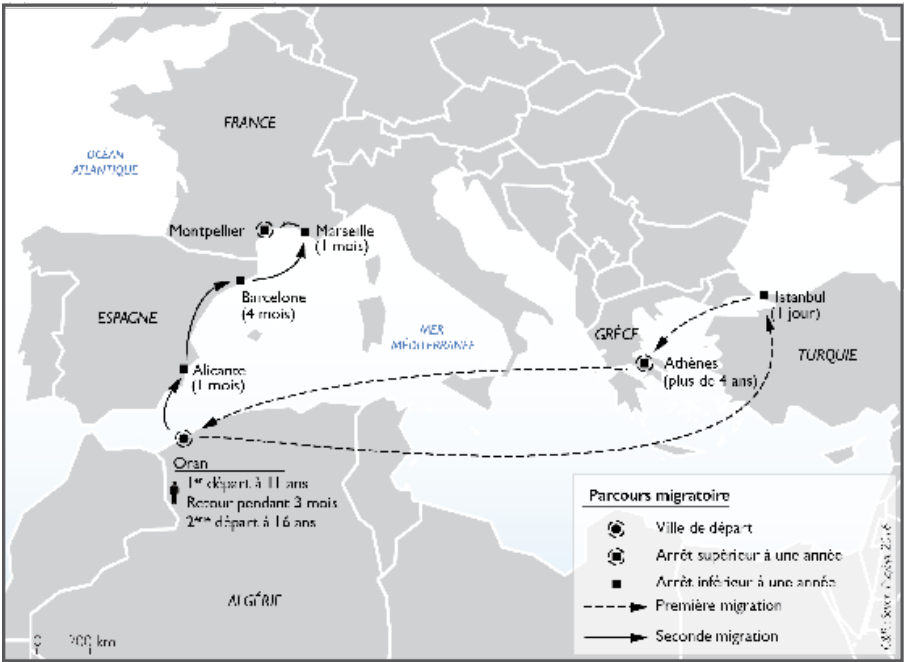 FRANCE
OCÉAN
ATLANTIQUE
Montpellier
Marseille
(1 mois)
Barcelone
(4 mois)
ESPAGNE
Istanbul
(1 jour)
MER
MÉDITERRANÉE
GRÈCE
TURQUIE
Athènes
(plus de 4 ans)
Alicante
(1 mois)
Oran
1er départ à 11 ans
Retour pendant 3 mois
2ème départ à 16 ans
ALGÉRIE
0 200 km
Parcours migratoire
Ville de départ
Arrêt supérieur à une année
Arrêt inférieur à une année
Première migration
Seconde migration